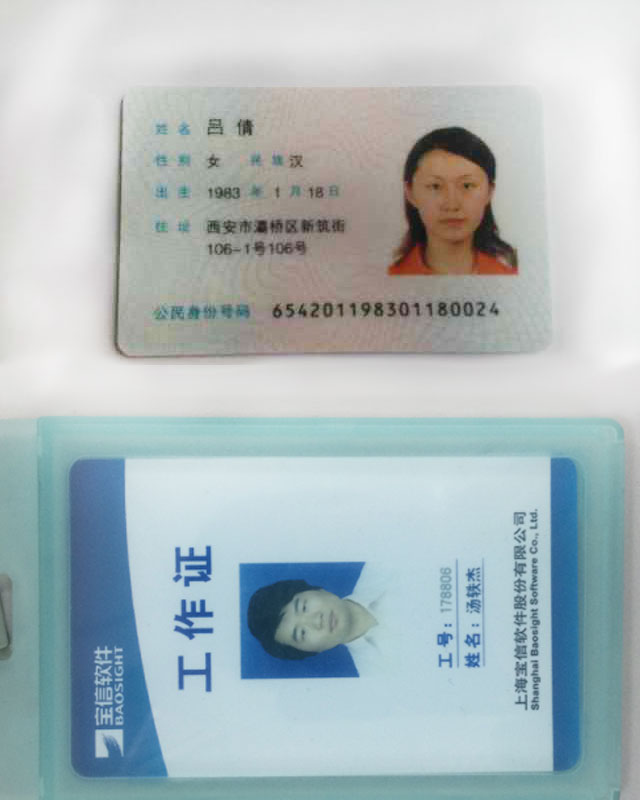 姓名 吕倩
性别 女 民族 汉
出生 1983 年 1 月 18 日
住址 西安市灞桥区新筑街
106-1号106号
公民身份号码 654201198301180024
宝信软件
BAOSIGHT
工作证
工号:178806
姓名:汤轶杰
上海宝信软件股份有限公司
Shanghai Baosight Software Co., Ltd.